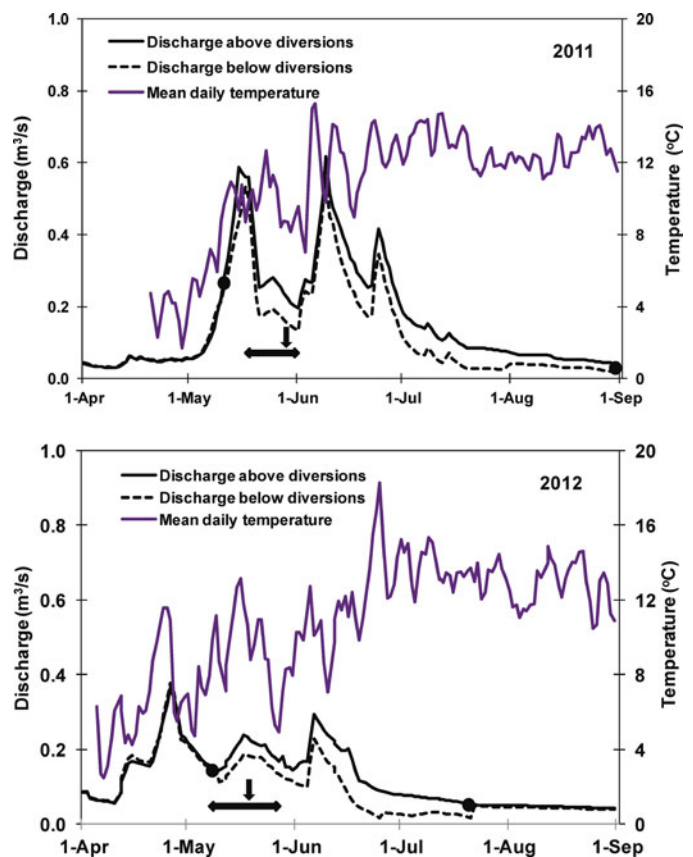 1.0
20
Discharge above diversions
2011
Discharge below diversions
0.8
16
Mean daily temperature
0.6
12
Discharge (m³/s)
Temperature (°C)
0.4
8
0.2
4
0.0
0
1-Apr 1-May 1-Jun 1-Jul 1-Aug 1-Sep
1.0
20
Discharge above diversions
2012
Discharge below diversions
0.8
16
Mean daily temperature
0.6
12
Discharge (m³/s)
Temperature (°C)
0.4
8
0.2
4
0.0
0
1-Apr 1-May 1-Jun 1-Jul 1-Aug 1-Sep